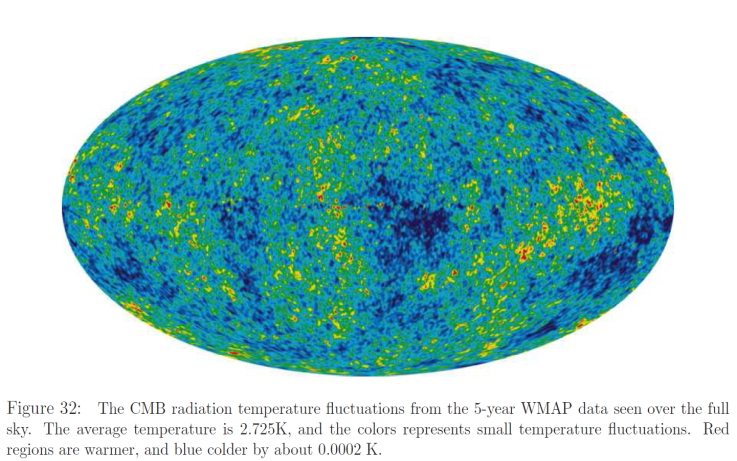 Figure 32: The CMB radiation temperature fluctuations from the 5-year WMAP data seen over the full
sky. The average temperature is 2.725K, and the colors represents small temperature fluctuations. Red
regions are warmer, and blue colder by about 0.0002 K.